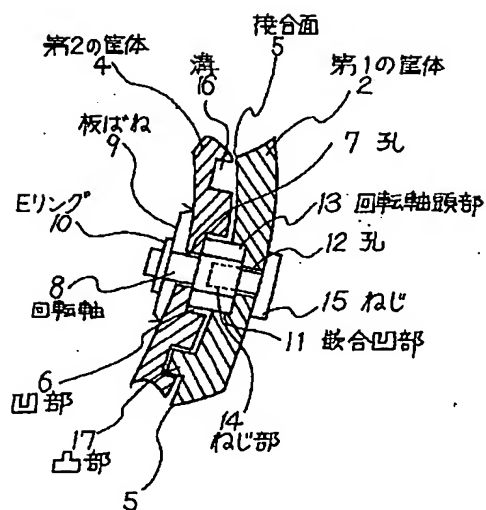 接合面
5
第2の筐体
4
溝
16
第1の筐体
2
板ばね
9
7 孔
Eリング
10
13 回転軸頭部
12 孔
8
回転軸
15 ねじ
11 嵌合凹部
6
凹部
14
ねじ部
17
凸部
5